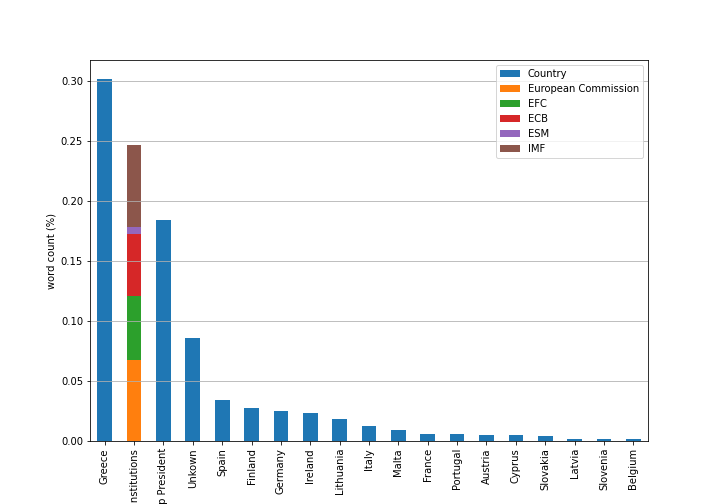 Country
European Commission
EFC
ECB
ESM
IMF
word count (%)
0.30
0.25
0.20
0.15
0.10
0.05
0.00
Greece
nstitutions
p President
Unkown
Spain
Finland
Germany
Ireland
Lithuania
Italy
Malta
France
Portugal
Austria
Cyprus
Slovakia
Latvia
Slovenia
Belgium